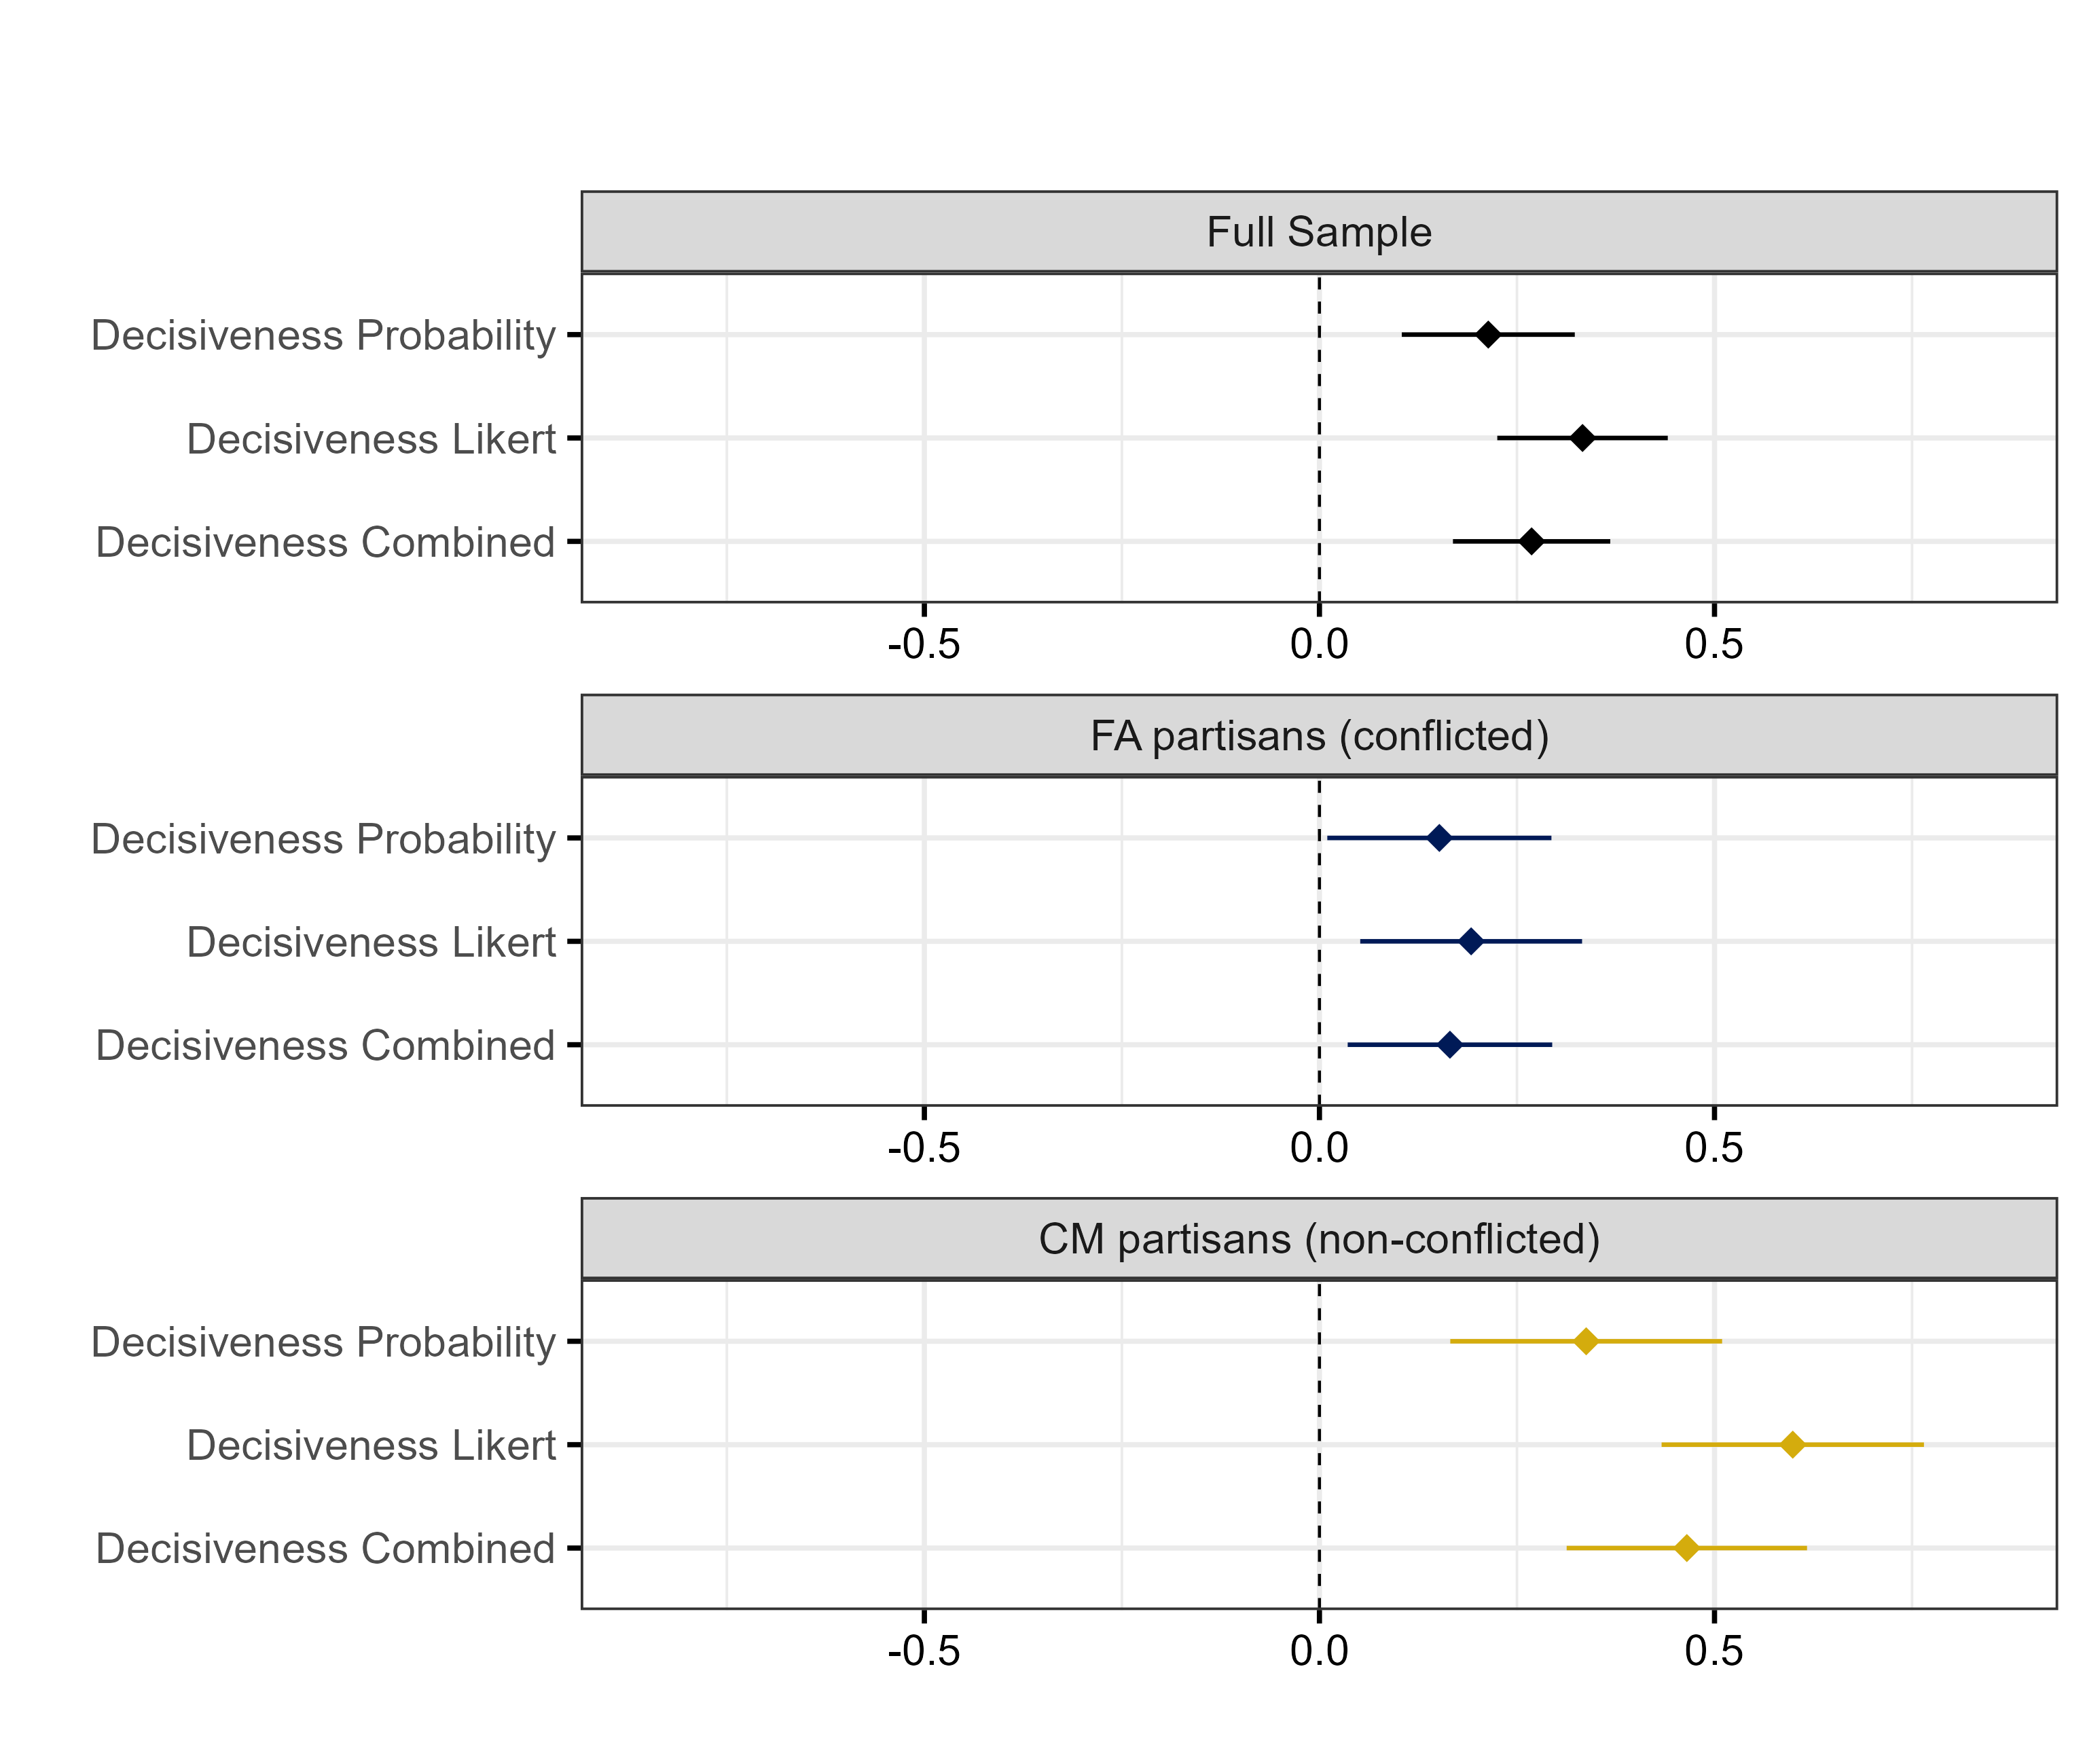 Full Sample
Decisiveness Probability
Decisiveness Likert
Decisiveness Combined
-0.5 0.0 0.5
FA partisans (conflicted)
Decisiveness Probability
Decisiveness Likert
Decisiveness Combined
-0.5 0.0 0.5
CM partisans (non-conflicted)
Decisiveness Probability
Decisiveness Likert
Decisiveness Combined
-0.5 0.0 0.5